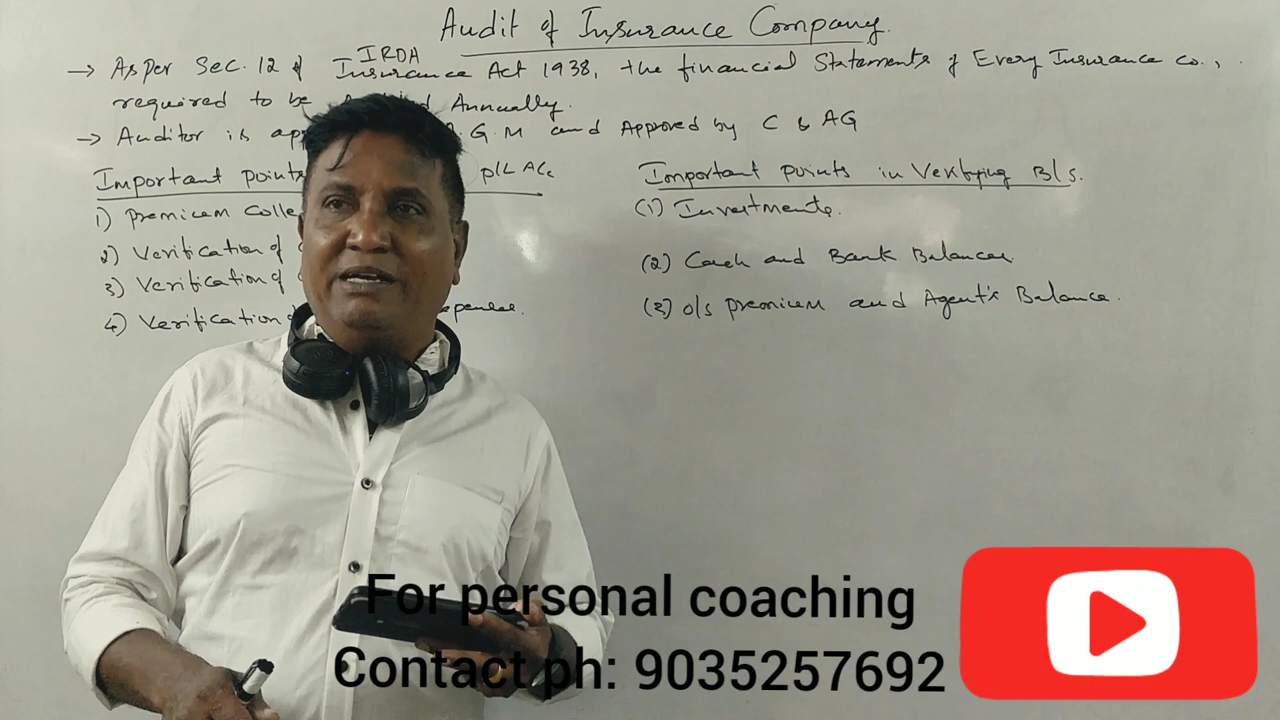 Audit of Insurance Company.
IRDA
→ As per Sec. 12 of Insurance Act 1938, the financial Statements of Every Insurance co.,
required to be Annually.
→ Auditor is A.G.M and Approved by C & AG
Important points P/L A/c
1) premium Colle
2) Verification of
3) Verification of
4) Verification expense.
Important points in Verifying B/s.
(1) Investments.
(2) Cash and Bank Balances.
(3) o/s premium and Agent's Balance.
For personal coaching
Contact ph: 9035257692